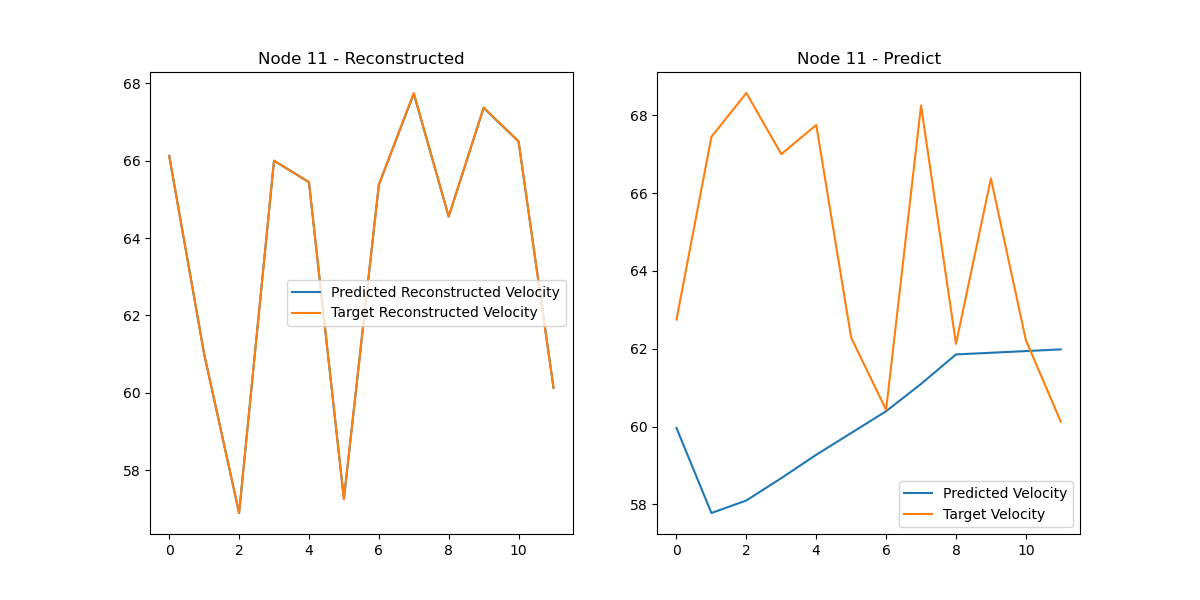 Node 11 - Reconstructed
68
66
64
62
60
58
0 2 4 6 8 10
Predicted Reconstructed Velocity
Target Reconstructed Velocity
Node 11 - Predict
68
66
64
62
60
58
0 2 4 6 8 10
Predicted Velocity
Target Velocity